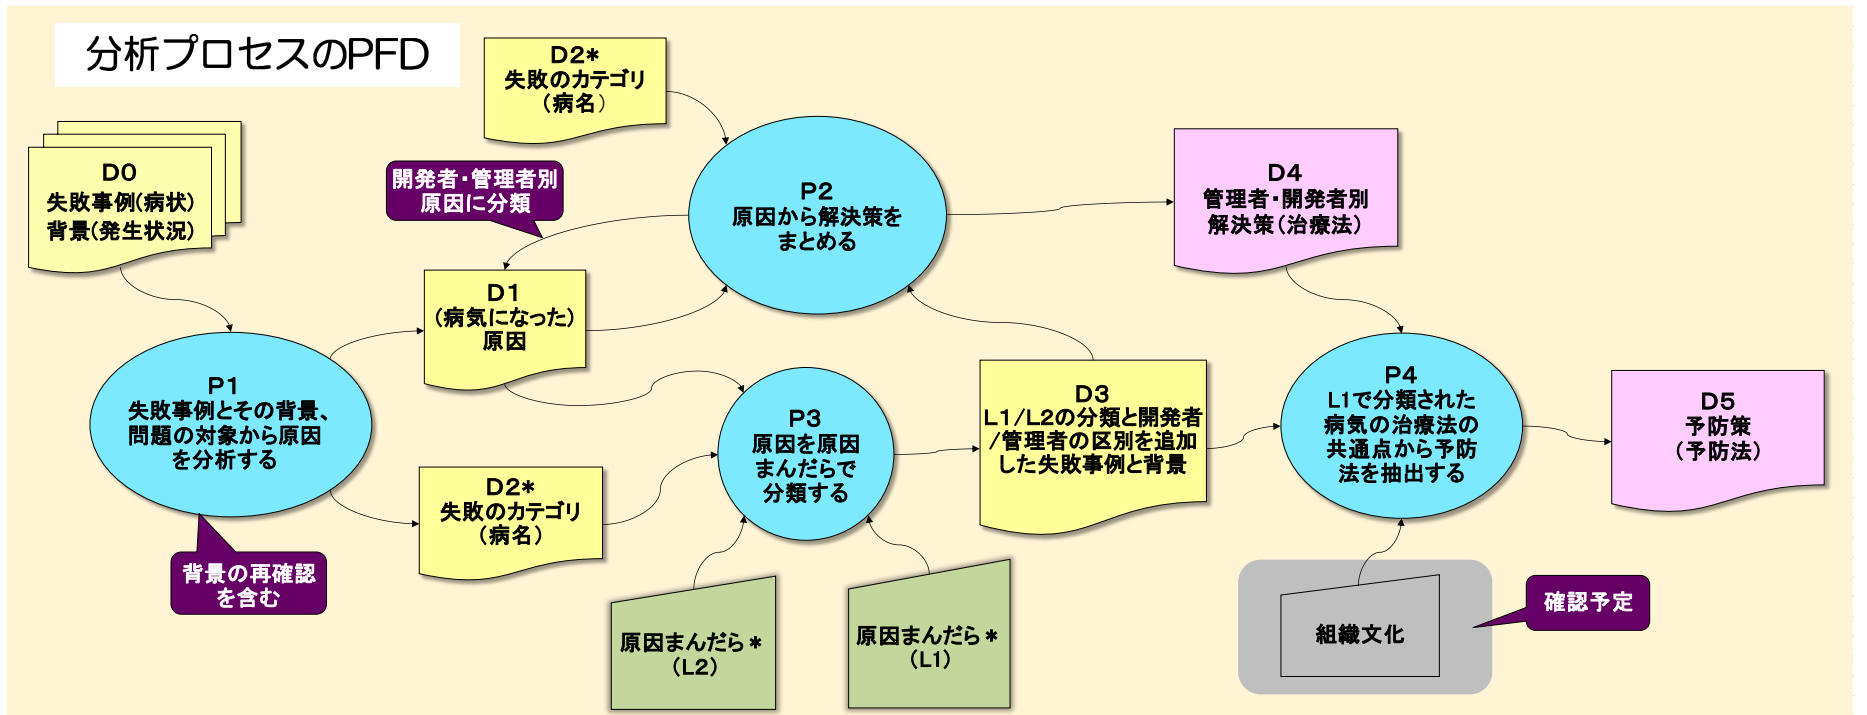 分析プロセスのPFD
D2*
失敗のカテゴリ
(病名)
D0
失敗事例(病状)
背景(発生状況)
開発者・管理者別
原因に分類
P2
原因から解決策を
まとめる
D4
管理者・開発者別
解決策(治療法)
D1
(病気になった)
原因
P1
失敗事例とその背景、
問題の対象から原因
を分析する
P3
原因を原因
まんだらで
分類する
D3
L1/L2の分類と開発者
/管理者の区別を追加
した失敗事例と背景
P4
L1で分類された
病気の治療法の
共通点から予防
法を抽出する
D5
予防策
(予防法)
D2*
失敗のカテゴリ
(病名)
背景の再確認
を含む
原因まんだら*
(L2)
原因まんだら*
(L1)
組織文化
確認予定